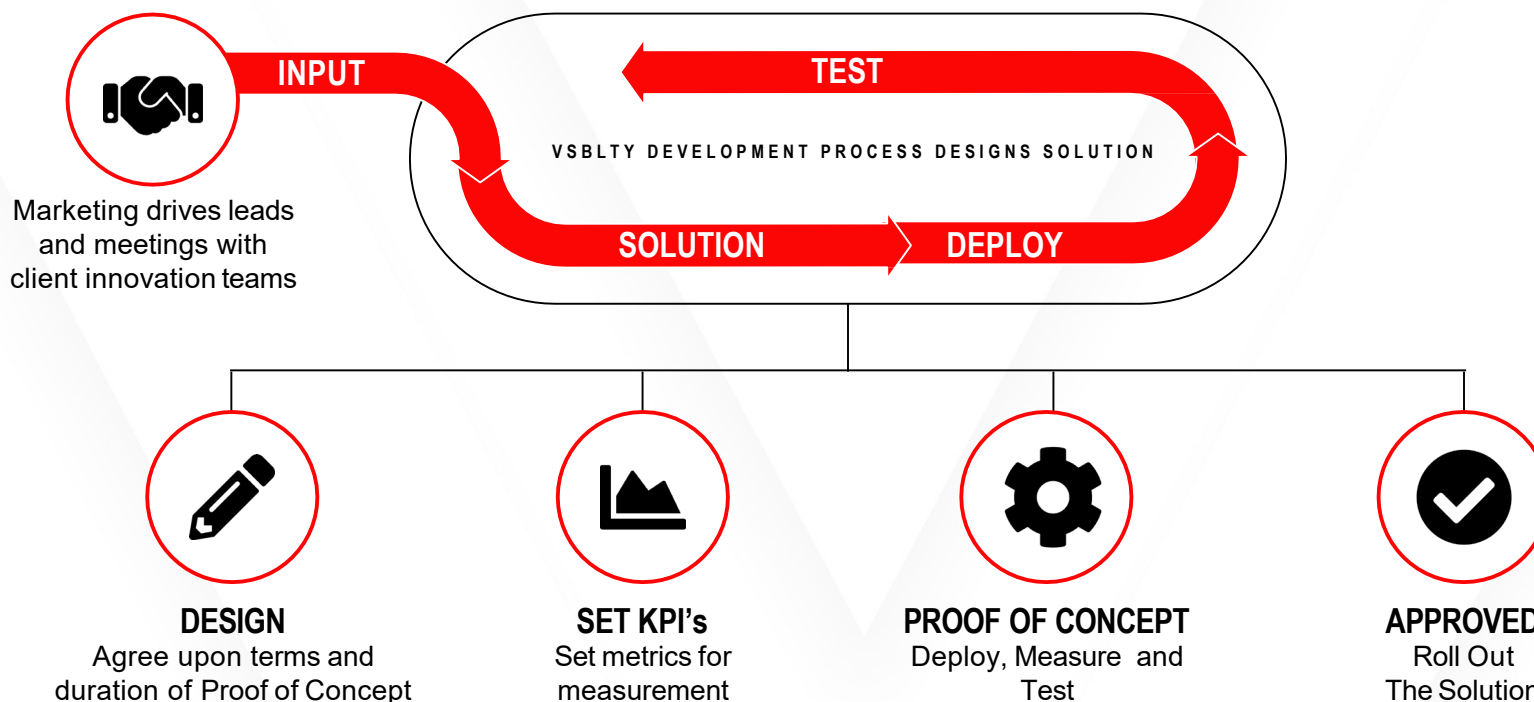 INPUT
TEST
VSBLTY DEVELOPMENT PROCESS DESIGNS SOLUTION
SOLUTION
DEPLOY
Marketing drives leads
and meetings with
client innovation teams
DESIGN
Agree upon terms and
duration of Proof of Concept
SET KPI’s
Set metrics for
measurement
PROOF OF CONCEPT
Deploy, Measure and
Test
APPROVED
Roll Out
The Solution